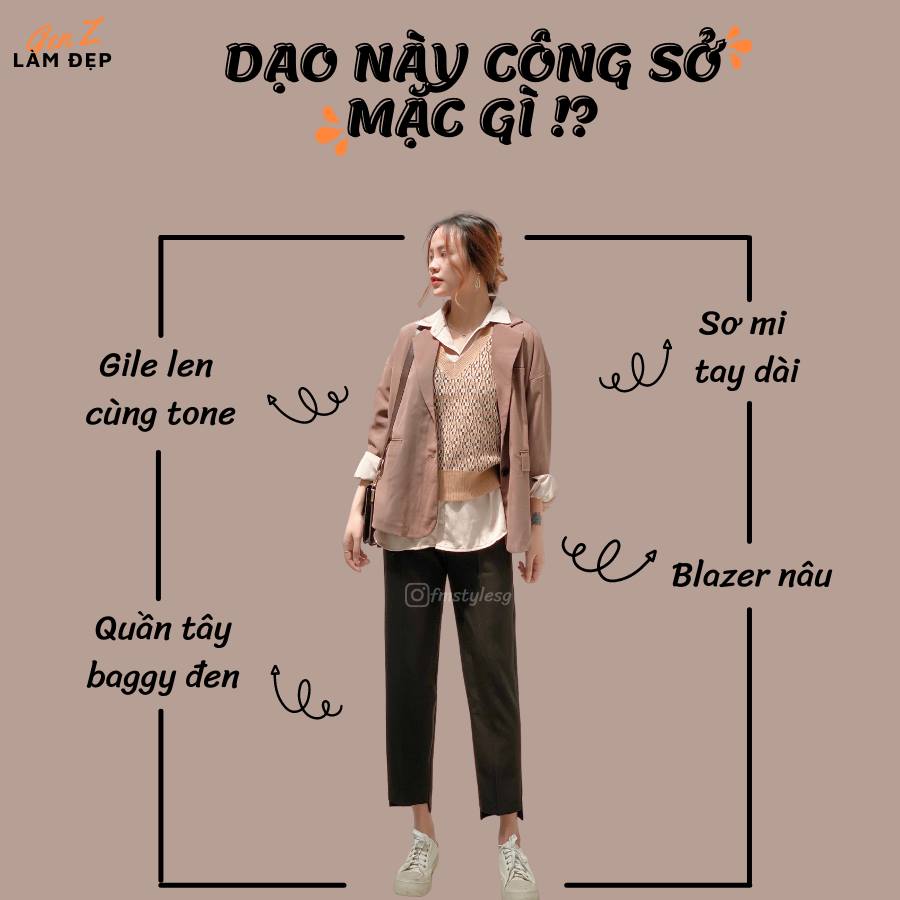 Gen Z
LÀM ĐẸP
DẠO NÀY CÔNG SỞ
MẶC GÌ !?
Gile len
cùng tone
Sơ mi
tay dài
Blazer nâu
Quần tây
baggy đen
fmstylesg